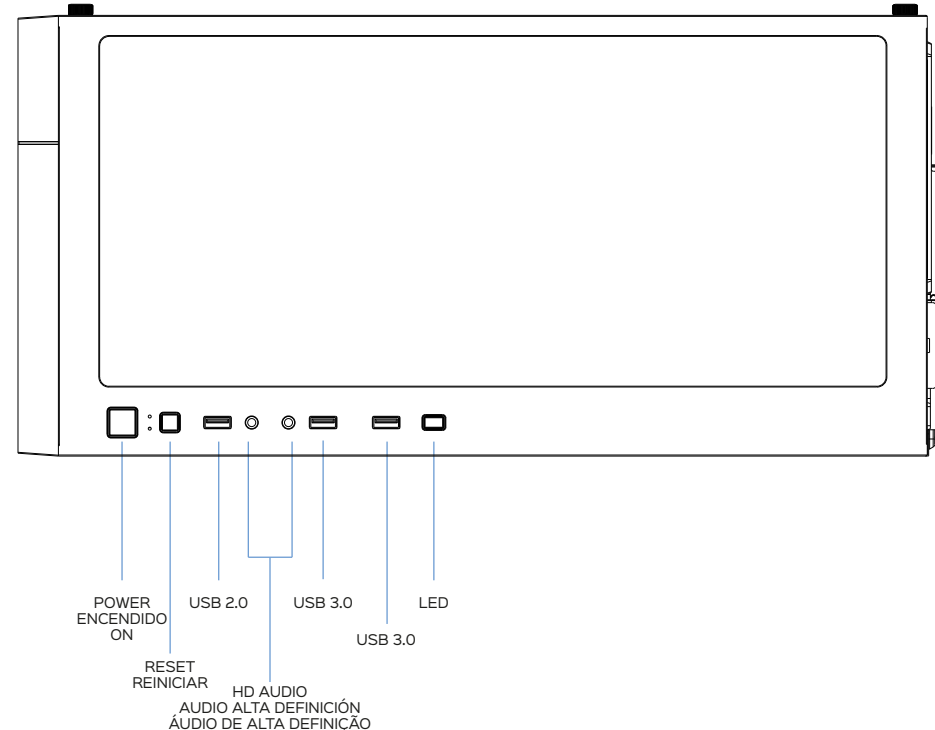 POWER
ENCENDIDO
ON
USB 2.0
USB 3.0
LED
USB 3.0
RESET
REINICIAR
HD AUDIO
AUDIO ALTA DEFINICIÓN
ÁUDIO DE ALTA DEFINIÇÃO